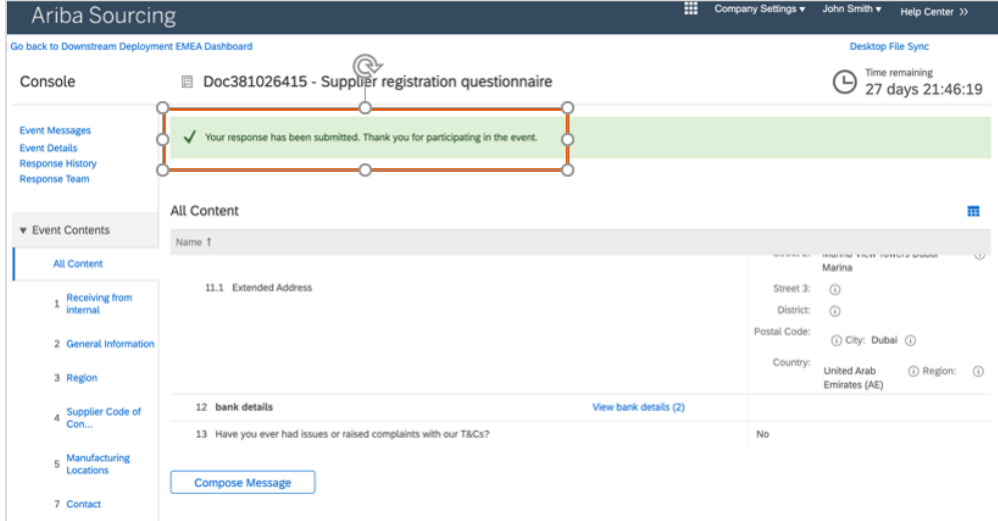 Ariba Sourcing
Company Settings ▾ John Smith ▾ Help Center >>
Go back to Downstream Deployment EMEA Dashboard
Desktop File Sync
Console
Doc381026415 - Supplier registration questionnaire
Time remaining
27 days 21:46:19
Event Messages
Event Details
Response History
Response Team
Your response has been submitted. Thank you for participating in the event.
▼ Event Contents
All Content
1 Receiving from internal
2 General Information
3 Region
4 Supplier Code of Con...
5 Manufacturing Locations
7 Contact
All Content
Name ↑
Marina View Towers Dubai
Marina
11.1 Extended Address
Street 3:
District:
Postal Code:
City: Dubai
Country:
United Arab Emirates (AE)
Region:
12 bank details View bank details (2)
13 Have you ever had issues or raised complaints with our T&Cs? No
Compose Message